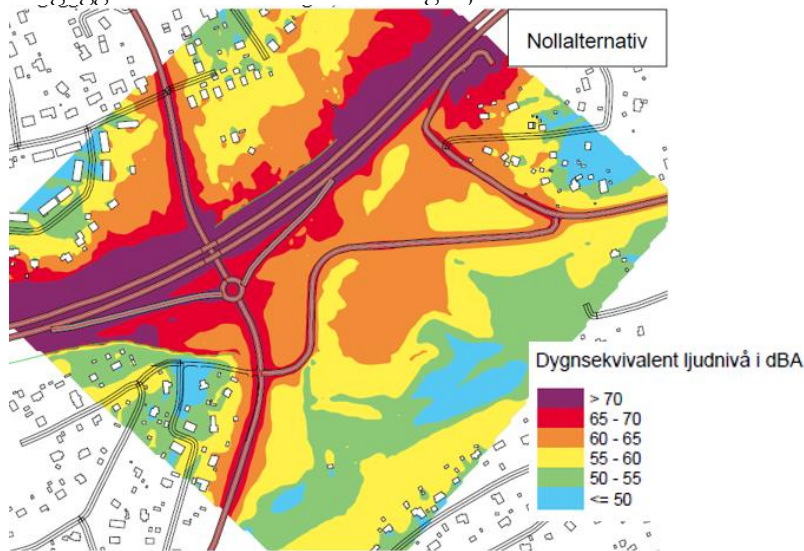 Nollalternativ
Dygnsekvivalent ljudnivå i dBA
> 70
65 - 70
60 - 65
55 - 60
50 - 55
<= 50